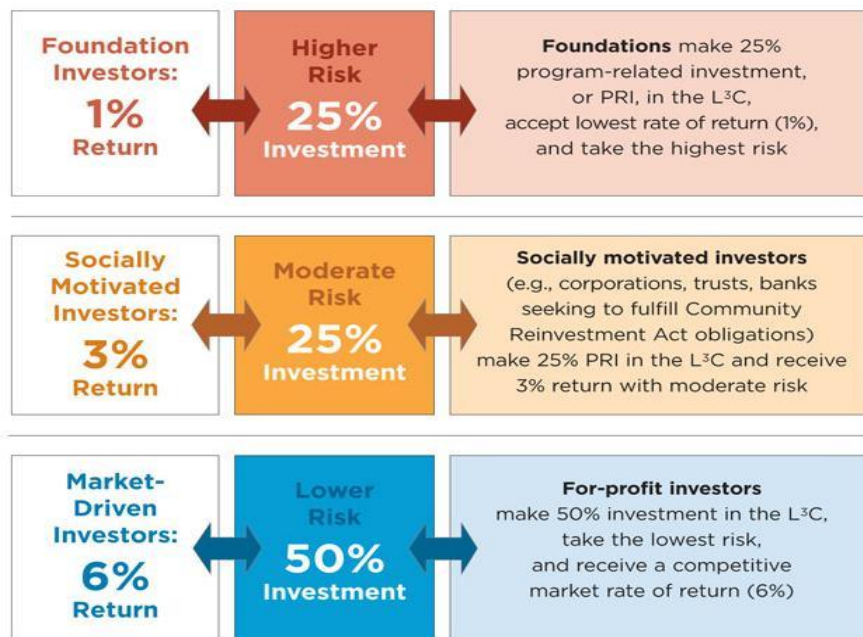 Foundation
Investors:
1%
Return
Higher
Risk
25%
Investment
Foundations make 25%
program-related investment,
or PRI, in the L³C,
accept lowest rate of return (1%),
and take the highest risk
Socially
Motivated
Investors:
3%
Return
Moderate
Risk
25%
Investment
Socially motivated investors
(e.g., corporations, trusts, banks
seeking to fulfill Community
Reinvestment Act obligations)
make 25% PRI in the L³C and receive
3% return with moderate risk
Market-
Driven
Investors:
6%
Return
Lower
Risk
50%
Investment
For-profit investors
make 50% investment in the L³C,
take the lowest risk,
and receive a competitive
market rate of return (6%)